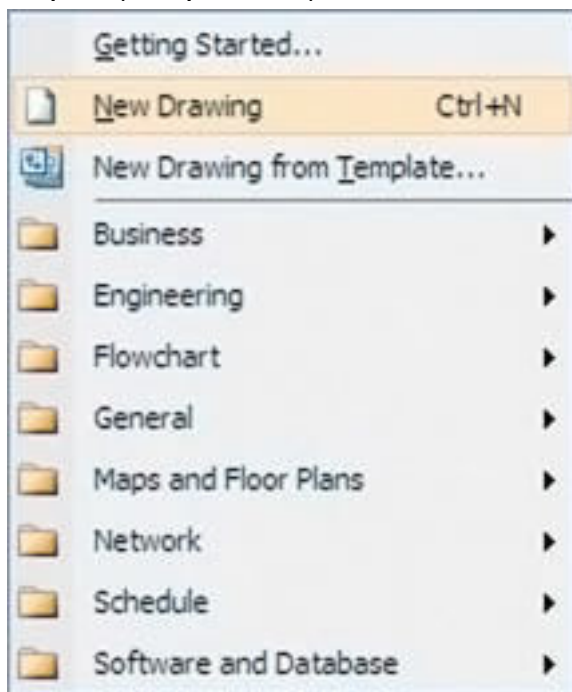 Getting Started...
New Drawing Ctrl+N
New Drawing from Template...
Business
Engineering
Flowchart
General
Maps and Floor Plans
Network
Schedule
Software and Database